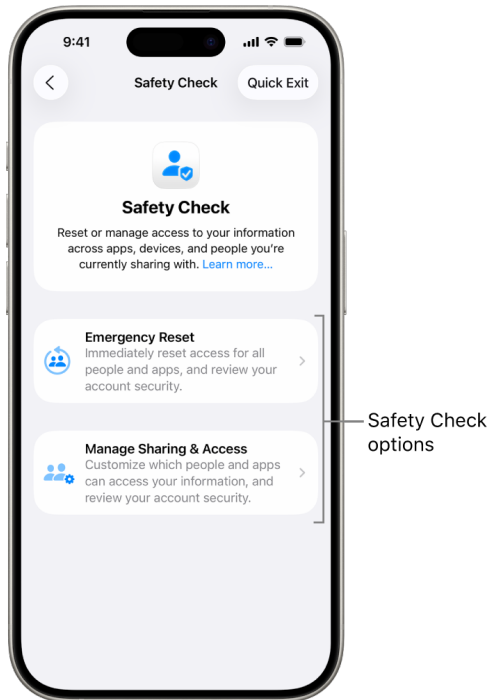 9:41
Safety Check
Quick Exit
Safety Check
Reset or manage access to your information
across apps, devices, and people you're
currently sharing with. Learn more...
Emergency Reset
Immediately reset access for all
people and apps, and review your
account security.
Manage Sharing & Access
Customize which people and apps
can access your information, and
review your account security.
Safety Check
options